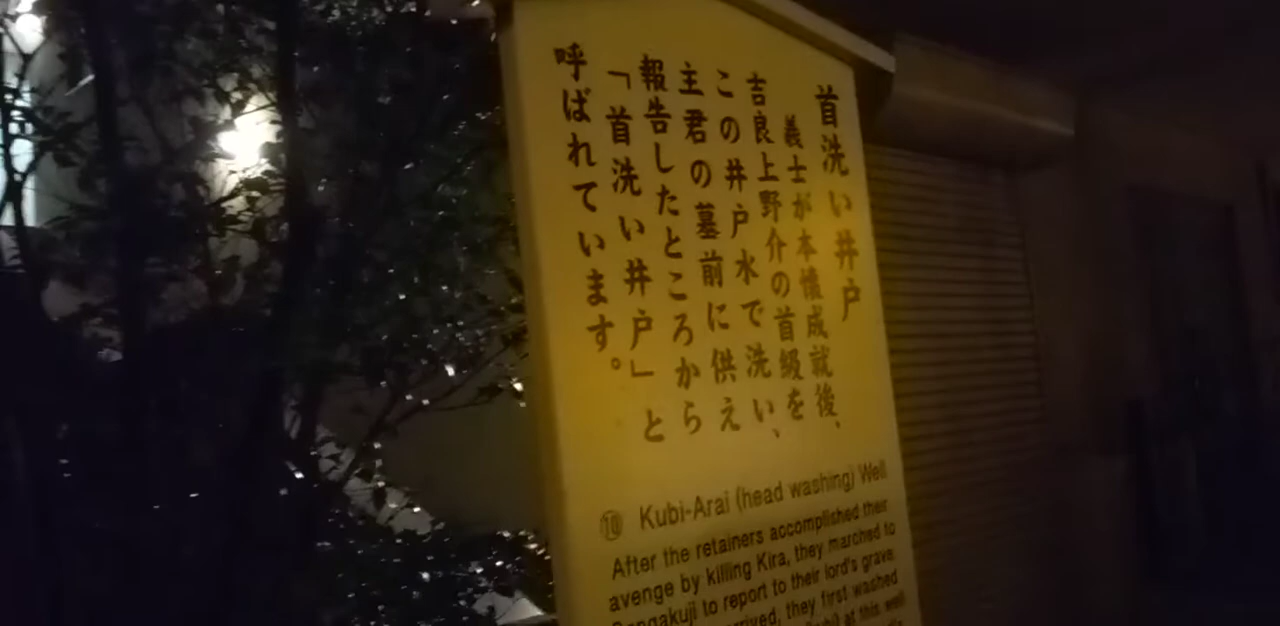 首洗い井戸
義士が本懐成就後、
吉良上野介の首級を
この井戸水で洗い、
主君の墓前に供え
報告したところから
「首洗い井戸」と
呼ばれています。
⑩ Kubi-Arai (head washing) Well
After the retainers accomplished their
avenge by killing Kira, they marched to
Sengakuji to report to their lord's grave.
arrived, they first washed
at this well